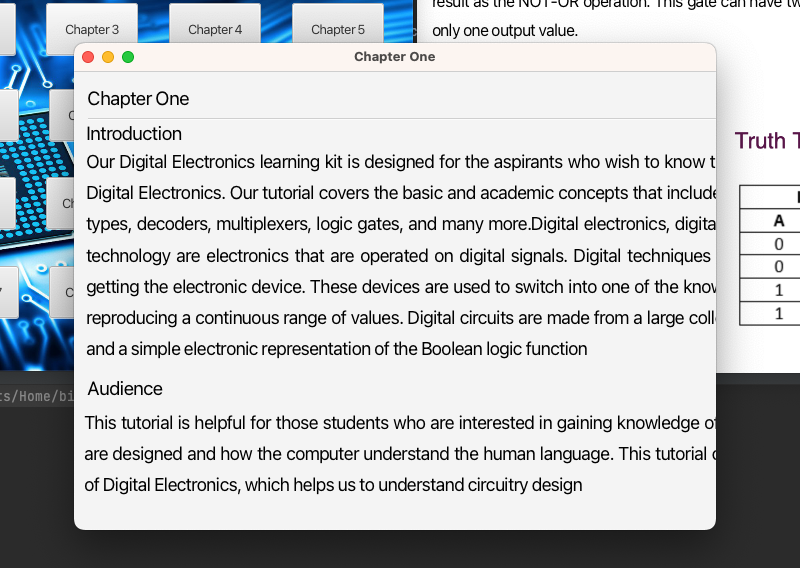 result as the NOT-OR operation. This gate can have
only one output value.
Chapter 3
Chapter 4
Chapter 5
Chapter One
Chapter One
Introduction
Our Digital Electronics learning kit is designed for the aspirants who wish to know
Digital Electronics. Our tutorial covers the basic and academic concepts that include
types, decoders, multiplexers, logic gates, and many more.Digital electronics, digita
technology are electronics that are operated on digital signals. Digital techniques
getting the electronic device. These devices are used to switch into one of the know
reproducing a continuous range of values. Digital circuits are made from a large coll
and a simple electronic representation of the Boolean logic function
Audience
This tutorial is helpful for those students who are interested in gaining knowledge of
are designed and how the computer understand the human language. This tutorial
of Digital Electronics, which helps us to understand circuitry design
Truth T
A
0
0
1
1
ts/Home/bi